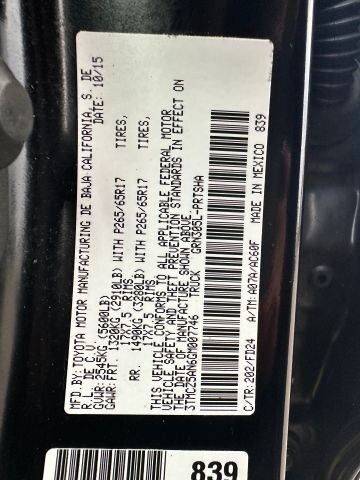 MFD.BY:TOYOTA MOTOR MANUFACTURING DE BAJA CALIFORNIA, S. DE
R.L. DE C.V. DATE: 10/15
GVWR:2545KG (5600LB)
GAWR:FRT. 1320KG (2910LB) WITH P265/65R17 TIRES,
17X7.5 RIMS
RR. 1490KG (3200LB) WITH P265/65R17 TIRES,
17X7.5 RIMS
THIS VEHICLE CONFORMS TO ALL APPLICABLE FEDERAL MOTOR
VEHICLE SAFETY AND THEFT PREVENTION STANDARDS IN EFFECT ON
THE DATE OF MANUFACTURE SHOWN ABOVE.
3TMCZ5AN6GM007746 TRUCK GRN305L-PRTSHA
C/TR:202/FD24 A/TM:A07A/AC60F MADE IN MEXICO 839
839